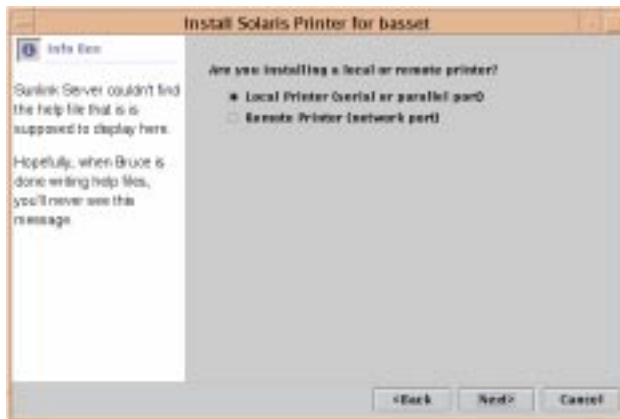 Install Solaris Printer for basset
Info Box
Sunlink Server couldn't find
the help file that is is
supposed to display here.
Hopefully, when Bruce is
done writing help files,
you'll never see this
message.
Are you installing a local or remote printer?
Local Printer (serial or parallel port)
Remote Printer (network port)
<Back
Next>
Cancel